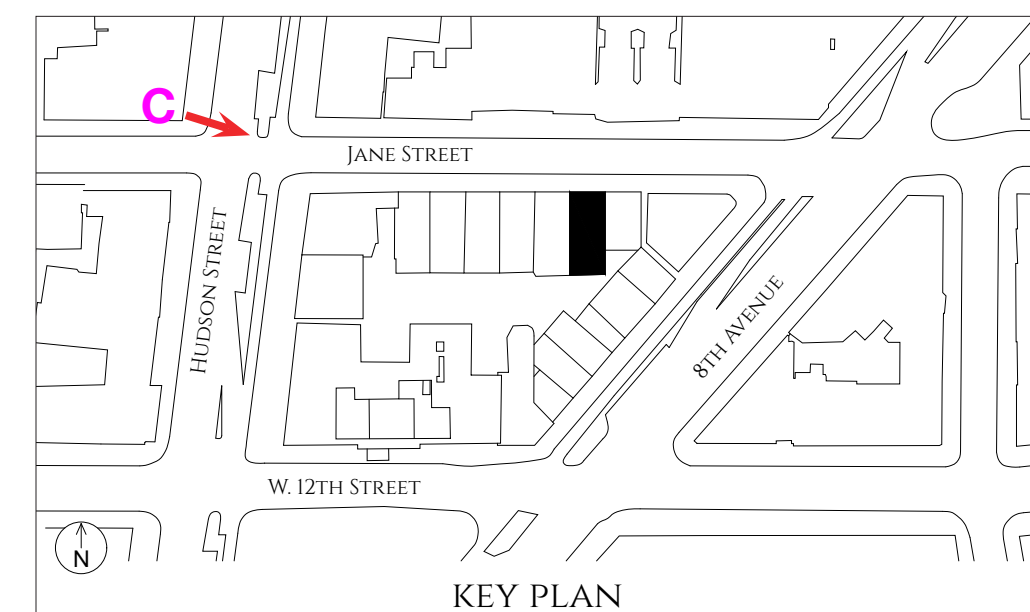 C
JANE STREET
HUDSON STREET
8TH AVENUE
W. 12TH STREET
N
KEY PLAN